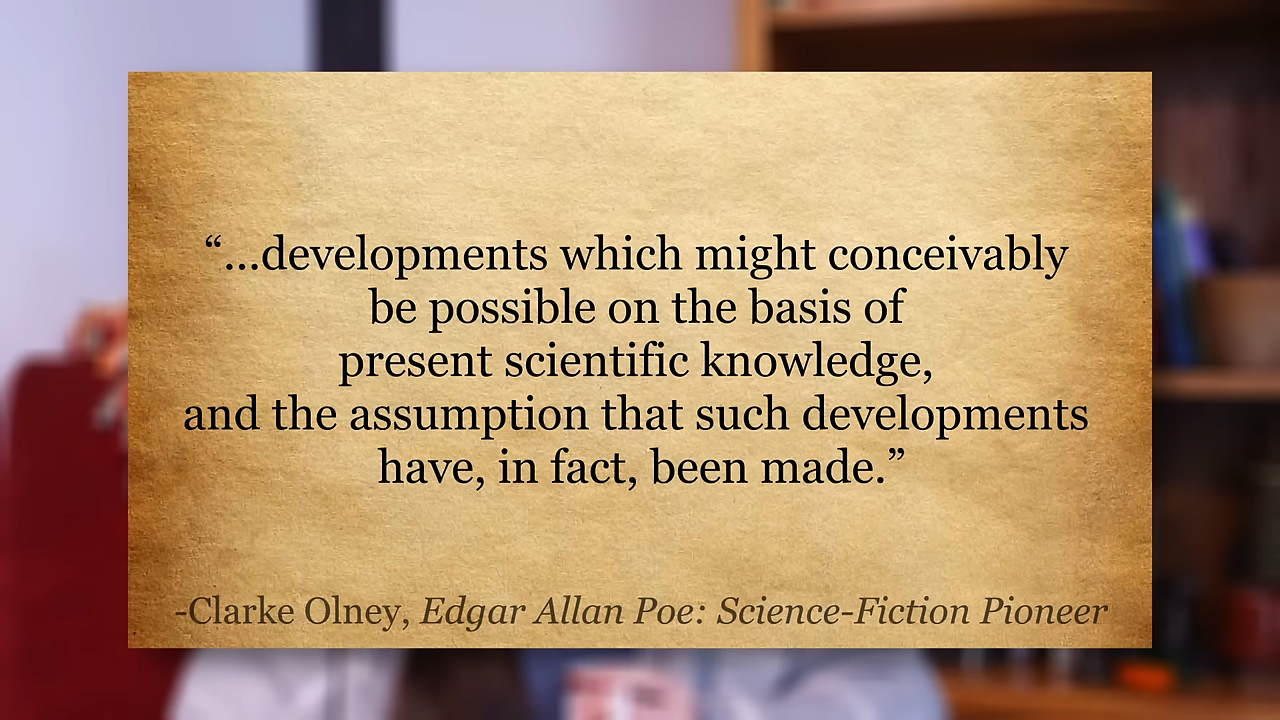 “...developments which might conceivably
be possible on the basis of
present scientific knowledge,
and the assumption that such developments
have, in fact, been made.”
-Clarke Olney, Edgar Allan Poe: Science-Fiction Pioneer